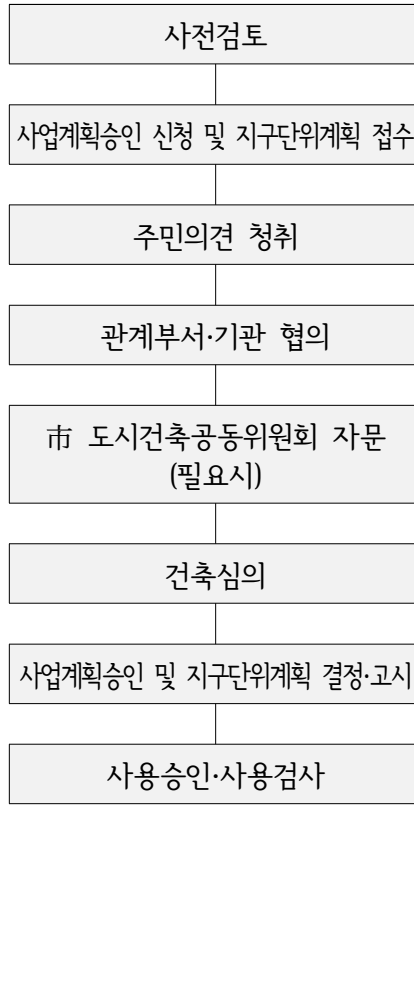 사전검토
사업계획승인 신청 및 지구단위계획 접수
주민의견 청취
관계부서·기관 협의
市 도시건축공동위원회 자문
(필요시)
건축심의
사업계획승인 및 지구단위계획 결정·고시
사용승인·사용검사